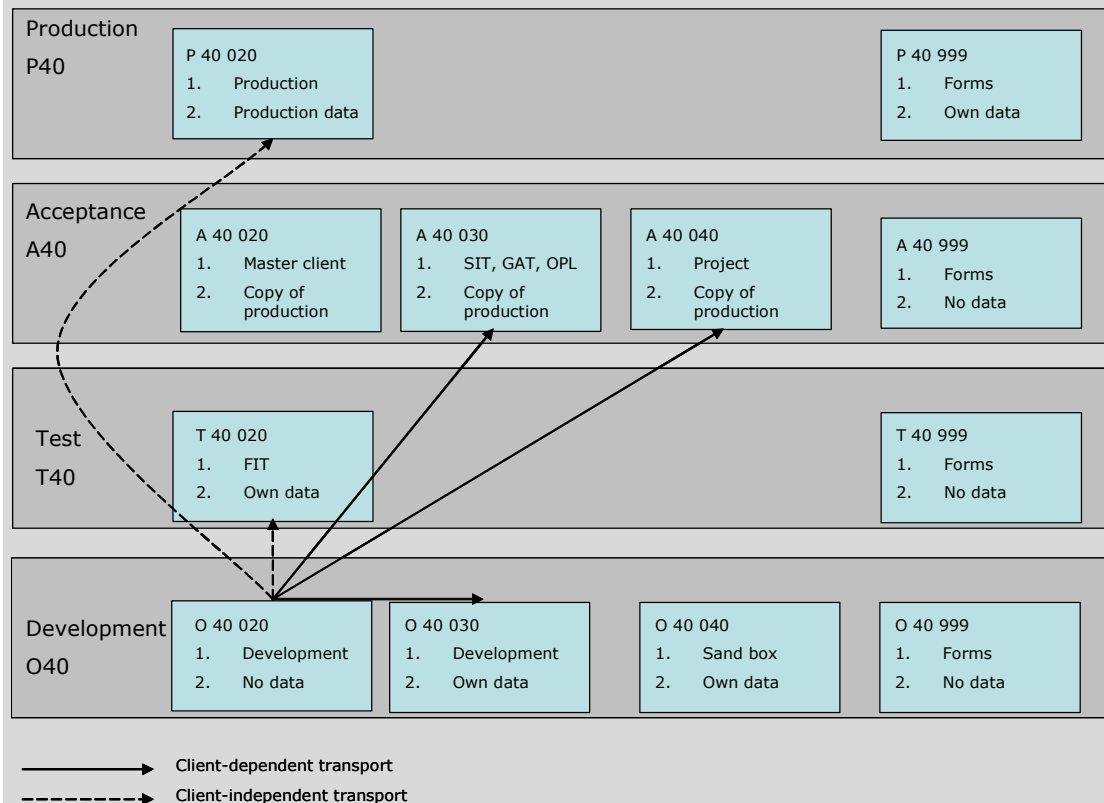 Production
P40
P 40 020
1. Production
2. Production data
P 40 999
1. Forms
2. Own data
Acceptance
A40
A 40 020
1. Master client
2. Copy of
production
A 40 030
1. SIT, GAT, OPL
2. Copy of
production
A 40 040
1. Project
2. Copy of
production
A 40 999
1. Forms
2. No data
Test
T40
T 40 020
1. FIT
2. Own data
T 40 999
1. Forms
2. No data
Development
O40
O 40 020
1. Development
2. No data
O 40 030
1. Development
2. Own data
O 40 040
1. Sand box
2. Own data
O 40 999
1. Forms
2. No data
Client-dependent transport
Client-independent transport